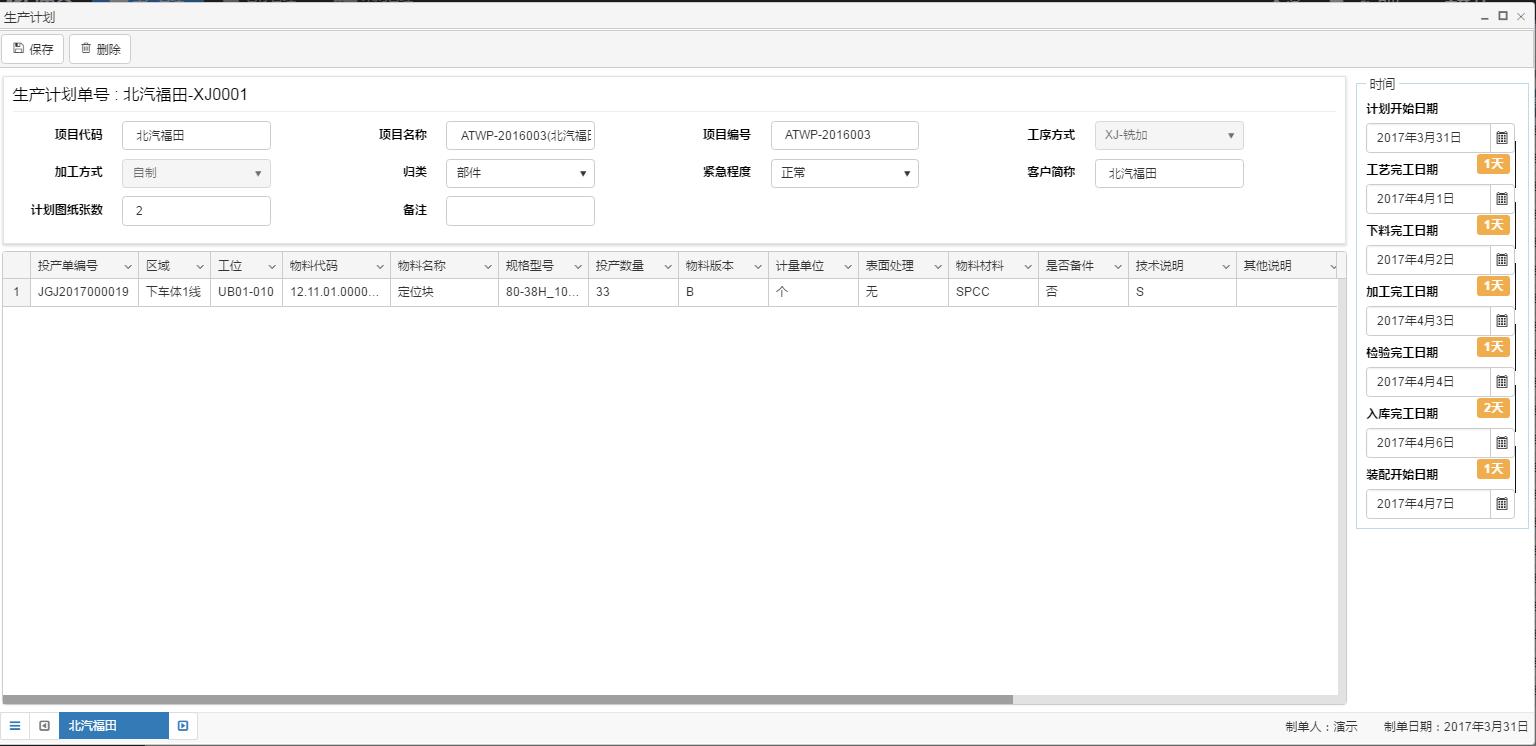 生产计划
保存 删除
生产计划单号 : 北汽福田-XJ0001
项目代码 北汽福田 项目名称 ATWP-2016003(北汽福田 项目编号 ATWP-2016003 工序方式 XJ-铣加
加工方式 自制 归类 部件 紧急程度 正常 客户简称 北汽福田
计划图纸张数 2 备注
投产单编号 区域 工位 物料代码 物料名称 规格型号 投产数量 物料版本 计量单位 表面处理 物料材料 是否备件 技术说明 其他说明
1 JGJ2017000019 下车体1线 UB01-010 12.11.01.0000... 定位块 80-38H_10... 33 B 个 无 SPCC 否 S
时间
计划开始日期
2017年3月31日
1天
工艺完工日期
2017年4月1日
1天
下料完工日期
2017年4月2日
1天
加工完工日期
2017年4月3日
1天
检验完工日期
2017年4月4日
2天
入库完工日期
2017年4月6日
1天
装配开始日期
2017年4月7日
北汽福田
制单人：演示 制单日期：2017年3月31日